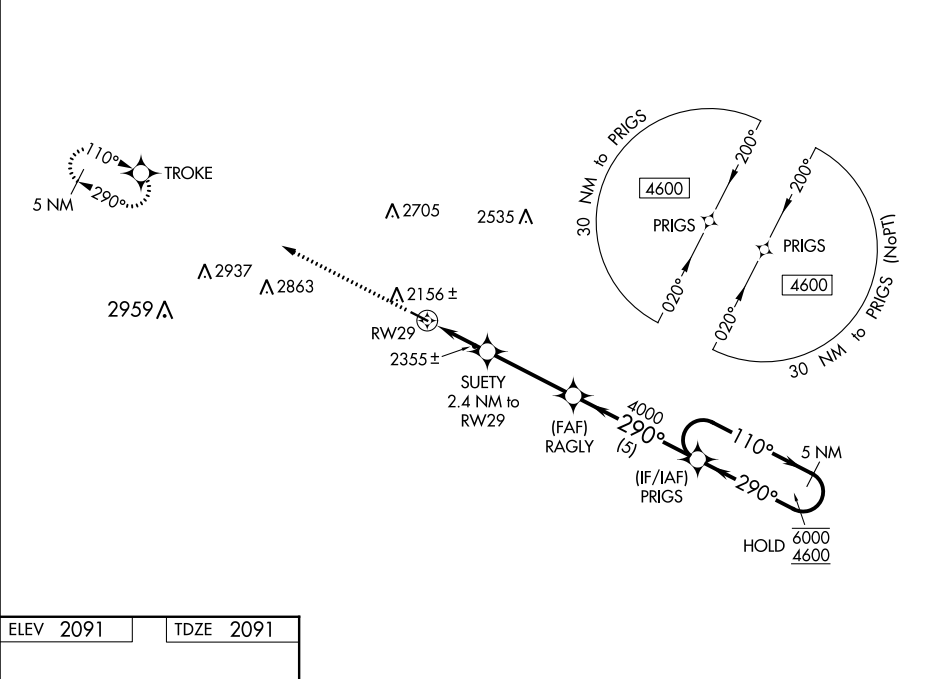 110°
TROKE
290°
5 NM
2705
2535
2937
2863
2959
2156 ±
RW29
2355 ±
SUETY
2.4 NM to
RW29
(FAF)
RAGLY
4000
290°
(5)
(IF/IAF)
PRIGS
110°
5 NM
290°
HOLD 6000
4600
30 NM to PRIGS
200°
4600
PRIGS
020°
200°
PRIGS
4600
020°
30 NM to PRIGS (NoPT)
ELEV 2091
TDZE 2091